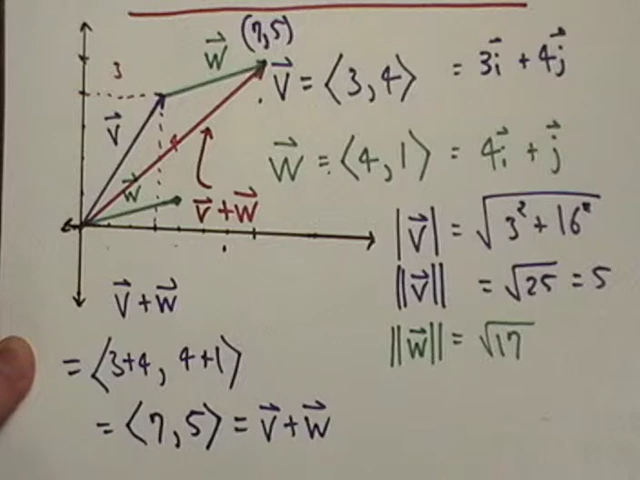 (7,5)
w⃗
3
v⃗ = ⟨3, 4⟩ = 3i⃗ + 4j⃗
v⃗
w⃗ = ⟨4, 1⟩ = 4i⃗ + j⃗
w⃗
v⃗ + w⃗
|v⃗| = √(3² + 16²)
‖v⃗‖ = √25 = 5
‖w⃗‖ = √17
v⃗ + w⃗
= ⟨3+4, 4+1⟩
= ⟨7, 5⟩ = v⃗ + w⃗